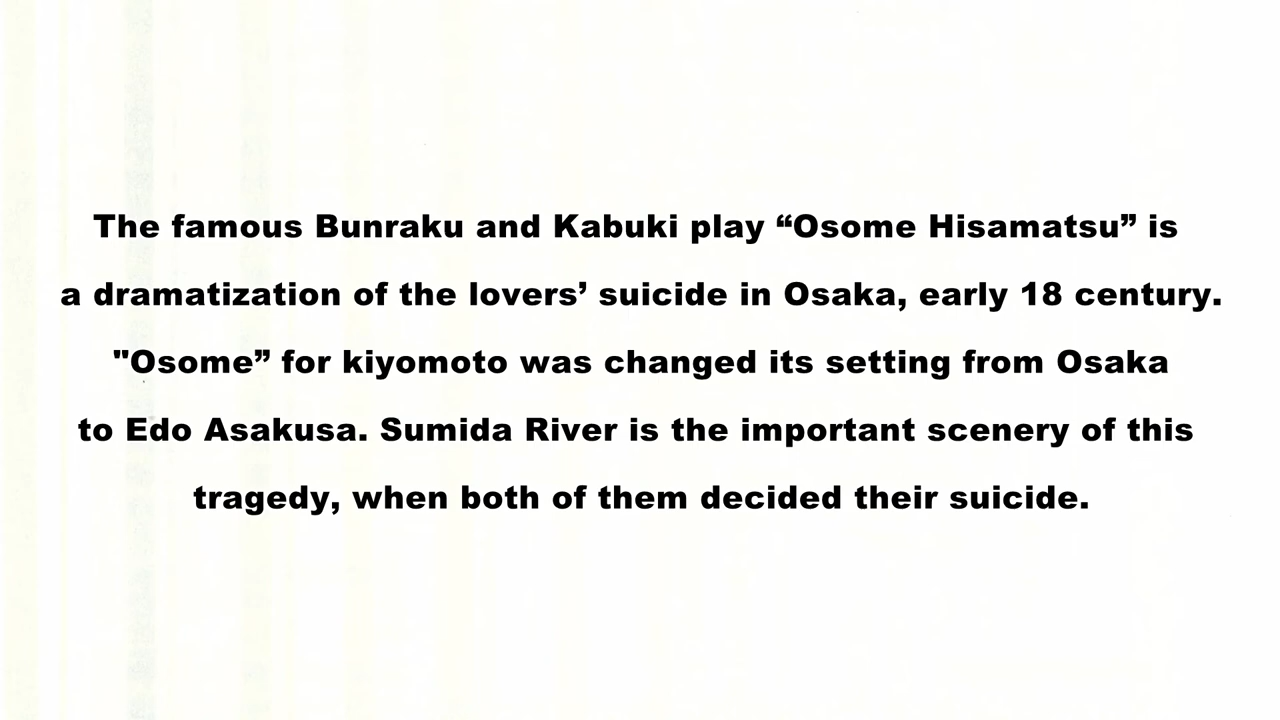 The famous Bunraku and Kabuki play “Osome Hisamatsu” is
a dramatization of the lovers’ suicide in Osaka, early 18 century.
"Osome” for kiyomoto was changed its setting from Osaka
to Edo Asakusa. Sumida River is the important scenery of this
tragedy, when both of them decided their suicide.